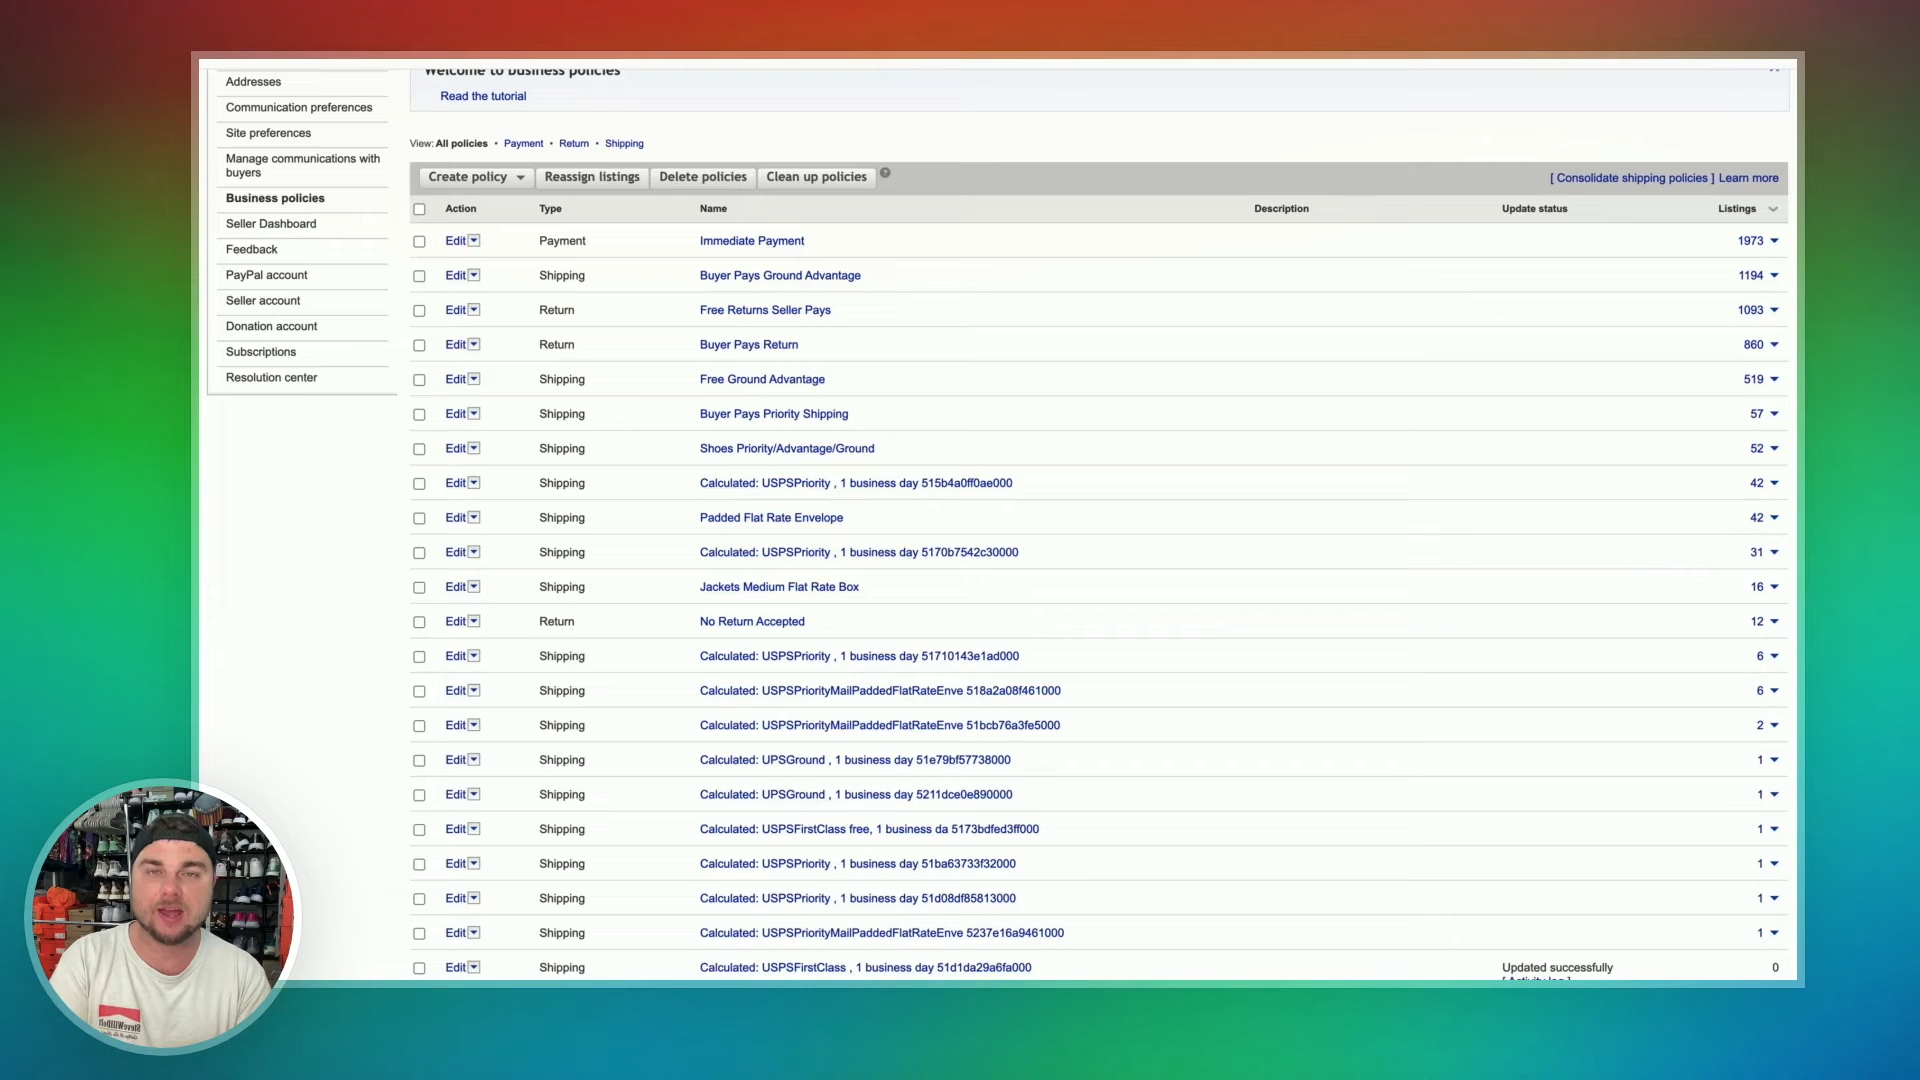 Welcome to business policies
Read the tutorial
Addresses
Communication preferences
Site preferences
Manage communications with
buyers
Business policies
Seller Dashboard
Feedback
PayPal account
Seller account
Donation account
Subscriptions
Resolution center
View: All policies • Payment • Return • Shipping
Create policy Reassign listings Delete policies Clean up policies ? [ Consolidate shipping policies ] Learn more
Action Type Name Description Update status Listings
Edit Payment Immediate Payment 1973
Edit Shipping Buyer Pays Ground Advantage 1194
Edit Return Free Returns Seller Pays 1093
Edit Return Buyer Pays Return 860
Edit Shipping Free Ground Advantage 519
Edit Shipping Buyer Pays Priority Shipping 57
Edit Shipping Shoes Priority/Advantage/Ground 52
Edit Shipping Calculated: USPSPriority , 1 business day 515b4a0ff0ae000 42
Edit Shipping Padded Flat Rate Envelope 42
Edit Shipping Calculated: USPSPriority , 1 business day 5170b7542c30000 31
Edit Shipping Jackets Medium Flat Rate Box 16
Edit Return No Return Accepted 12
Edit Shipping Calculated: USPSPriority , 1 business day 51710143e1ad000 6
Edit Shipping Calculated: USPSPriorityMailPaddedFlatRateEnve 518a2a08f461000 6
Edit Shipping Calculated: USPSPriorityMailPaddedFlatRateEnve 51bcb76a3fe5000 2
Edit Shipping Calculated: UPSGround , 1 business day 51e79bf57738000 1
Edit Shipping Calculated: UPSGround , 1 business day 5211dce0e890000 1
Edit Shipping Calculated: USPSFirstClass free, 1 business da 5173bdfed3ff000 1
Edit Shipping Calculated: USPSPriority , 1 business day 51ba63733f32000 1
Edit Shipping Calculated: USPSPriority , 1 business day 51d08df85813000 1
Edit Shipping Calculated: USPSPriorityMailPaddedFlatRateEnve 5237e16a9461000 1
Edit Shipping Calculated: USPSFirstClass , 1 business day 51d1da29a6fa000 Updated successfully 0
[ Activity log ]